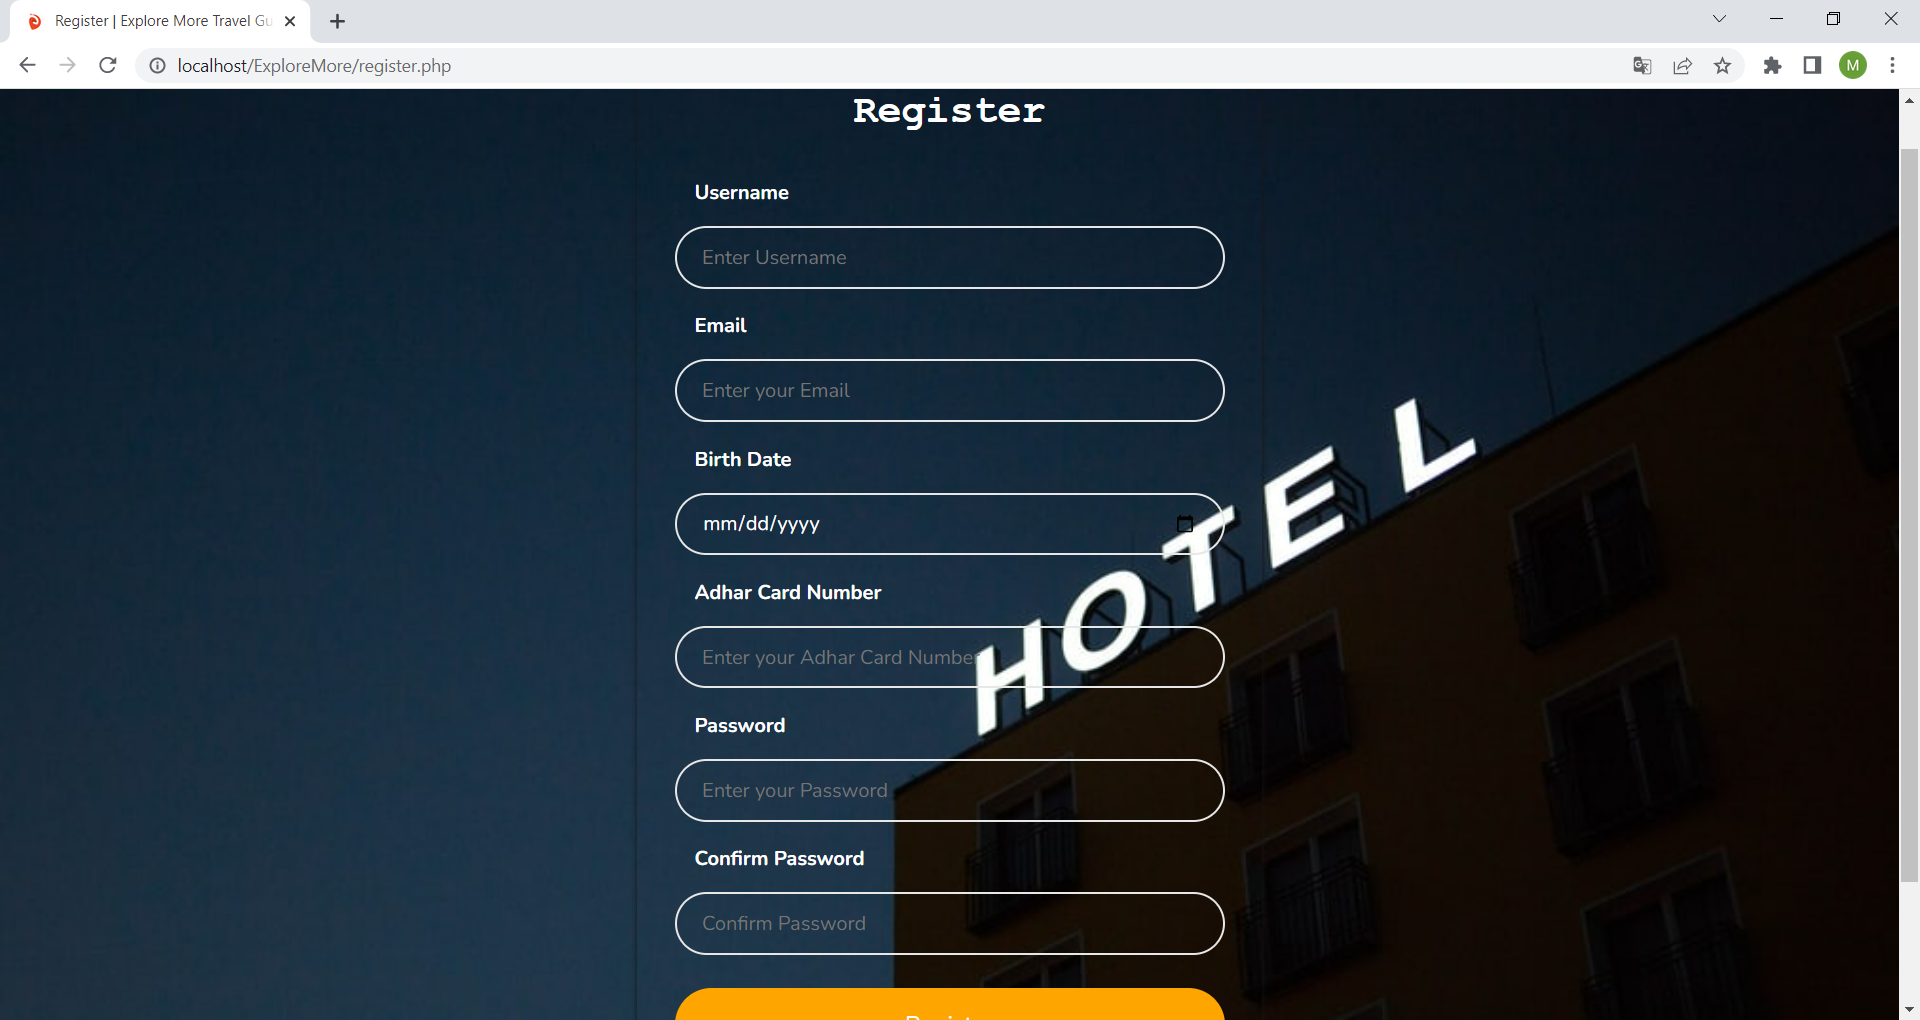 Register | Explore More Travel Gu
localhost/ExploreMore/register.php
M
Register
Username
Enter Username
Email
Enter your Email
Birth Date
mm/dd/yyyy
Adhar Card Number
Enter your Adhar Card Number
HOTEL
Password
Enter your Password
Confirm Password
Confirm Password
Register